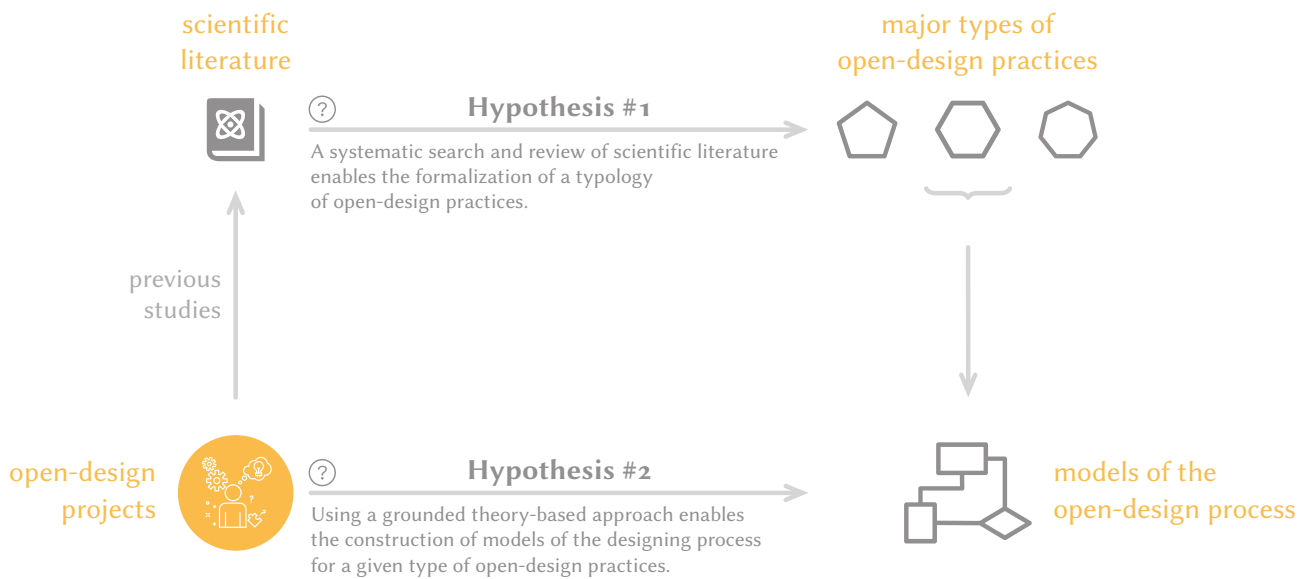 scientific
literature
major types of
open-design practices
?
Hypothesis #1
A systematic search and review of scientific literature
enables the formalization of a typology
of open-design practices.
previous
studies
open-design
projects
?
?
Hypothesis #2
Using a grounded theory-based approach enables
the construction of models of the designing process
for a given type of open-design practices.
models of the
open-design process